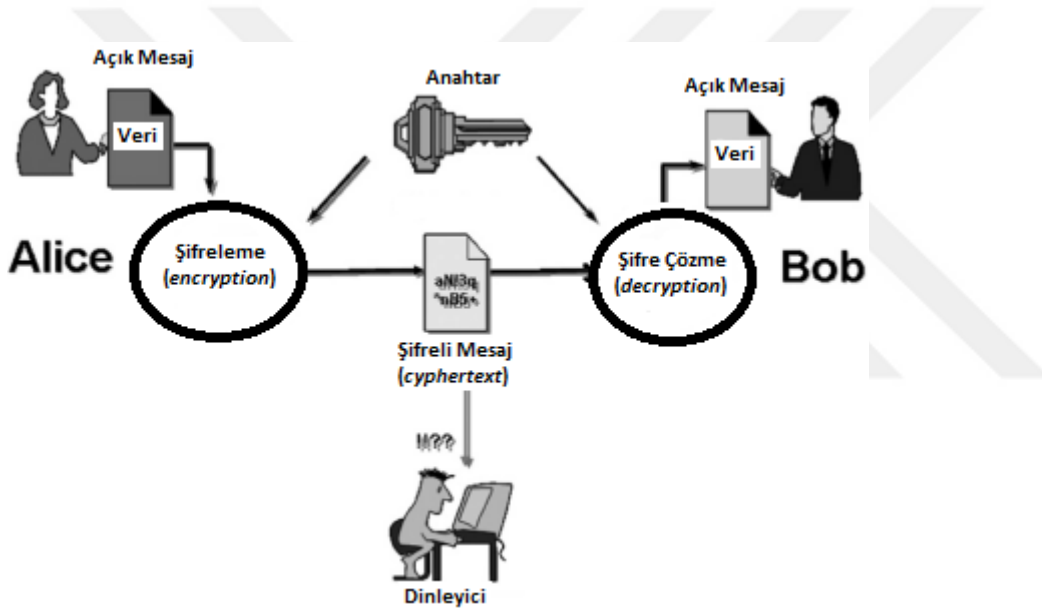 Açık Mesaj
Veri
Anahtar
Açık Mesaj
Veri
Alice
Şifreleme
(encryption)
Şifre Çözme
(decryption)
Bob
Şifreli Mesaj
(cyphertext)
!!??
Dinleyici